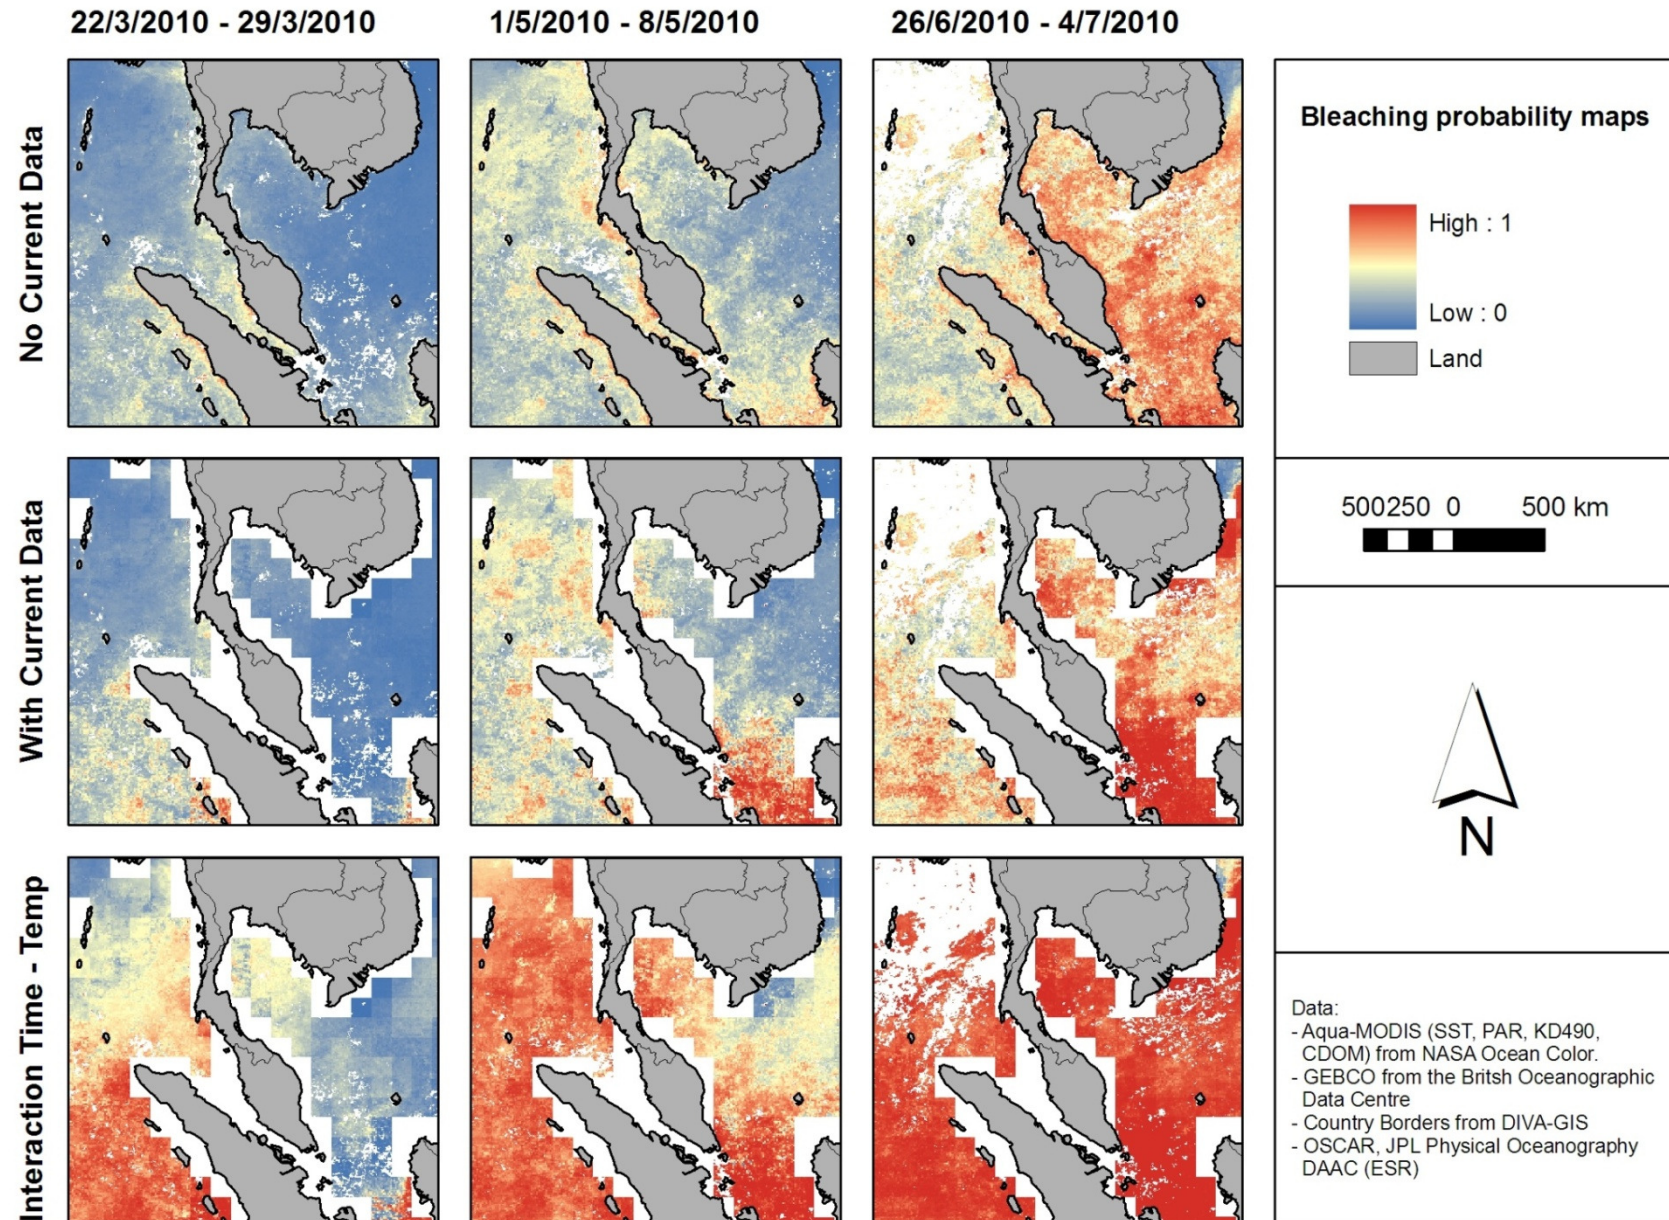 22/3/2010 - 29/3/2010
1/5/2010 - 8/5/2010
26/6/2010 - 4/7/2010
No Current Data
With Current Data
Interaction Time - Temp
Bleaching probability maps
High : 1
Low : 0
Land
500250 0 500 km
N
Data:
- Aqua-MODIS (SST, PAR, KD490,
CDOM) from NASA Ocean Color.
- GEBCO from the Britsh Oceanographic
Data Centre
- Country Borders from DIVA-GIS
- OSCAR, JPL Physical Oceanography
DAAC (ESR)